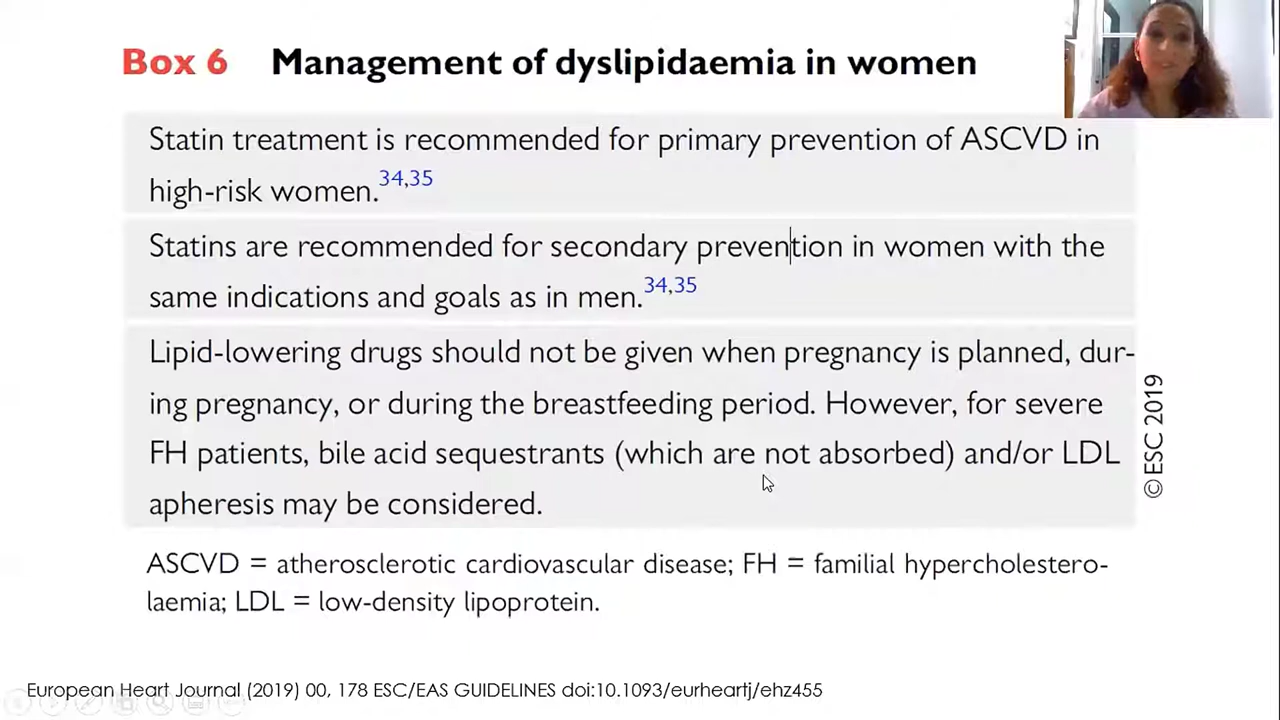 Box 6 Management of dyslipidaemia in women
Statin treatment is recommended for primary prevention of ASCVD in
high-risk women.34,35
Statins are recommended for secondary prevention in women with the
same indications and goals as in men.34,35
Lipid-lowering drugs should not be given when pregnancy is planned, dur-
ing pregnancy, or during the breastfeeding period. However, for severe
FH patients, bile acid sequestrants (which are not absorbed) and/or LDL
apheresis may be considered.
©ESC 2019
ASCVD = atherosclerotic cardiovascular disease; FH = familial hypercholestero-
laemia; LDL = low-density lipoprotein.
European Heart Journal (2019) 00, 178 ESC/EAS GUIDELINES doi:10.1093/eurheartj/ehz455